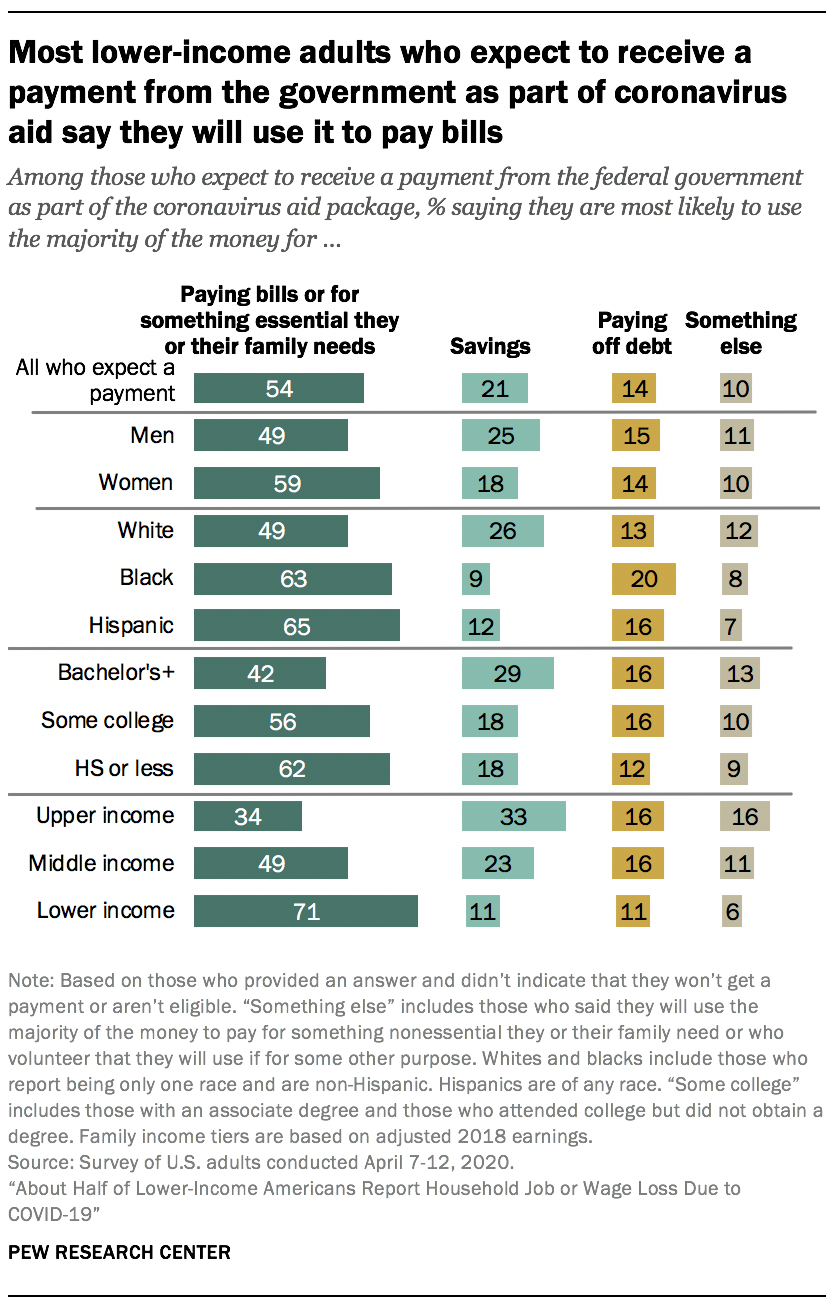 Most lower-income adults who expect to receive a
payment from the government as part of coronavirus
aid say they will use it to pay bills
Among those who expect to receive a payment from the federal government
as part of the coronavirus aid package, % saying they are most likely to use
the majority of the money for ...
Paying bills or for
something essential they
or their family needs
Savings
Paying
off debt
Something
else
All who expect a
payment
54 21 14 10
Men 49 25 15 11
Women 59 18 14 10
White 49 26 13 12
Black 63 9 20 8
Hispanic 65 12 16 7
Bachelor's+ 42 29 16 13
Some college 56 18 16 10
HS or less 62 18 12 9
Upper income 34 33 16 16
Middle income 49 23 16 11
Lower income 71 11 11 6
Note: Based on those who provided an answer and didn't indicate that they won't get a
payment or aren't eligible. “Something else” includes those who said they will use the
majority of the money to pay for something nonessential they or their family need or who
volunteer that they will use if for some other purpose. Whites and blacks include those who
report being only one race and are non-Hispanic. Hispanics are of any race. “Some college”
includes those with an associate degree and those who attended college but did not obtain a
degree. Family income tiers are based on adjusted 2018 earnings.
Source: Survey of U.S. adults conducted April 7-12, 2020.
“About Half of Lower-Income Americans Report Household Job or Wage Loss Due to
COVID-19”
PEW RESEARCH CENTER